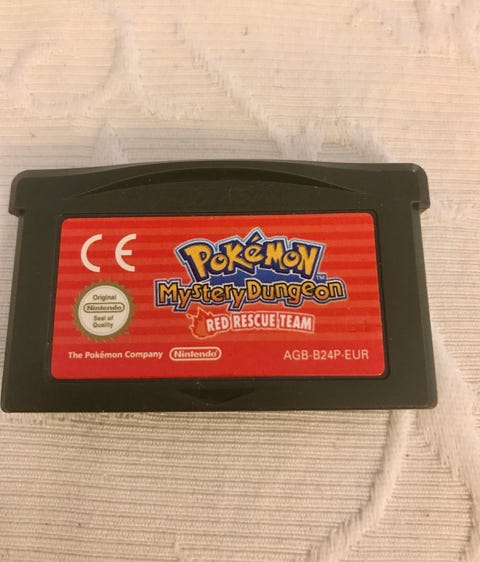 CE
POKéMON
TM
Mystery Dungeon
RED RESCUE TEAM
Original
Nintendo
Seal of
Quality
The Pokémon Company Nintendo AGB-B24P-EUR